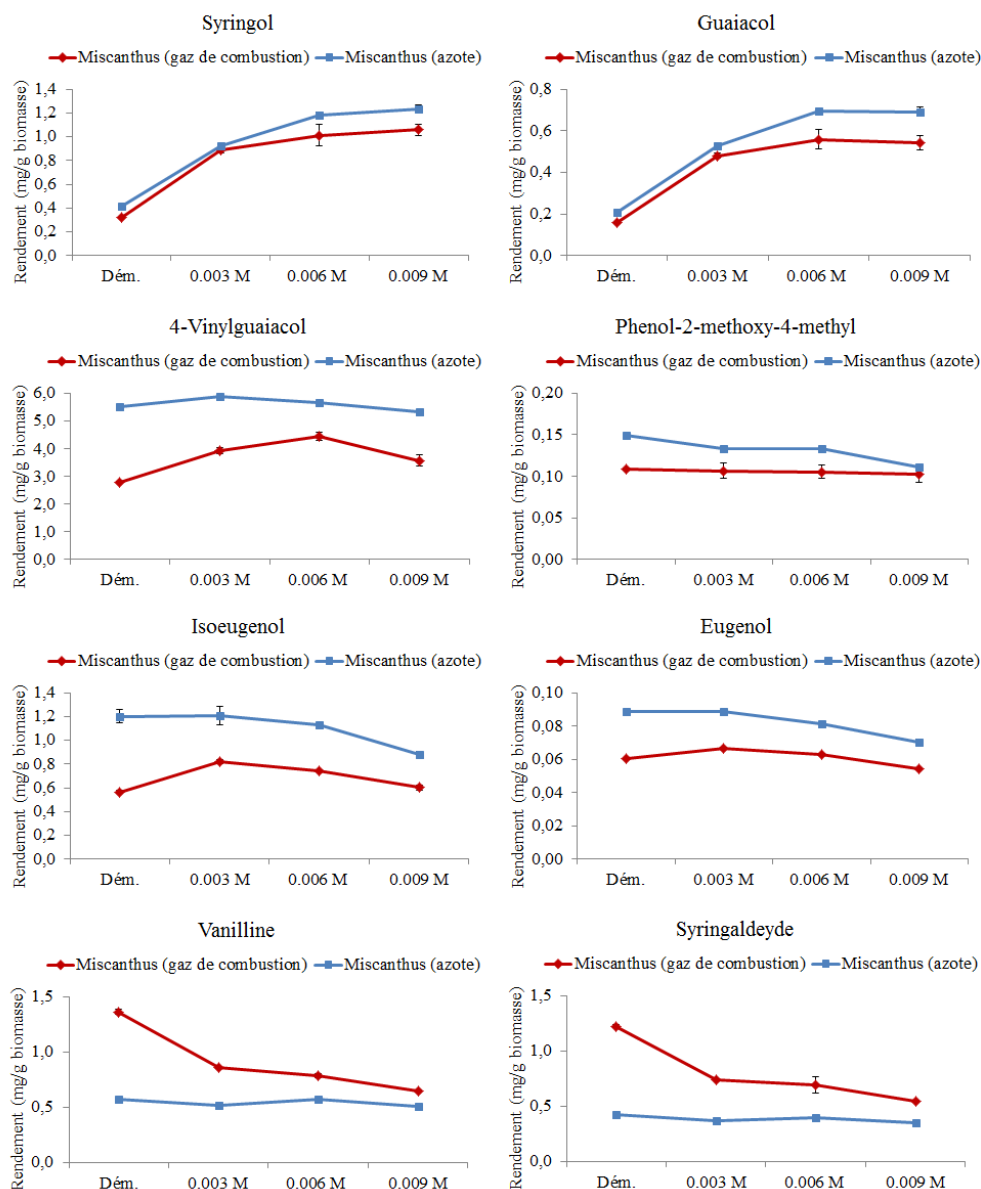 Syringol
Miscanthus (gaz de combustion) Miscanthus (azote)
Rendement (mg/g biomasse)
1,4
1,2
1,0
0,8
0,6
0,4
0,2
0,0
Dém. 0.003 M 0.006 M 0.009 M
Guaiacol
Miscanthus (gaz de combustion) Miscanthus (azote)
Rendement (mg/g biomasse)
0,8
0,6
0,4
0,2
0,0
Dém. 0.003 M 0.006 M 0.009 M
4-Vinylguaiacol
Miscanthus (gaz de combustion) Miscanthus (azote)
Rendement (mg/g biomasse)
6,0
5,0
4,0
3,0
2,0
1,0
0,0
Dém. 0.003 M 0.006 M 0.009 M
Phenol-2-methoxy-4-methyl
Miscanthus (gaz de combustion) Miscanthus (azote)
Rendement (mg/g biomasse)
0,20
0,15
0,10
0,05
0,00
Dém. 0.003 M 0.006 M 0.009 M
Isoeugenol
Miscanthus (gaz de combustion) Miscanthus (azote)
Rendement (mg/g biomasse)
1,4
1,2
1,0
0,8
0,6
0,4
0,2
0,0
Dém. 0.003 M 0.006 M 0.009 M
Eugenol
Miscanthus (gaz de combustion) Miscanthus (azote)
Rendement (mg/g biomasse)
0,10
0,08
0,06
0,04
0,02
0,00
Dém. 0.003 M 0.006 M 0.009 M
Vanilline
Miscanthus (gaz de combustion) Miscanthus (azote)
Rendement (mg/g biomasse)
1,5
1,0
0,5
0,0
Dém. 0.003 M 0.006 M 0.009 M
Syringaldeyde
Miscanthus (gaz de combustion) Miscanthus (azote)
Rendement (mg/g biomasse)
1,5
1,0
0,5
0,0
Dém. 0.003 M 0.006 M 0.009 M